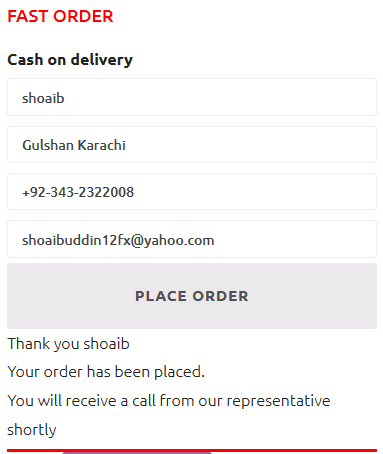 FAST ORDER
Cash on delivery
shoaib
Gulshan Karachi
+92-343-2322008
shoaibuddin12fx@yahoo.com
PLACE ORDER
Thank you shoaib
Your order has been placed.
You will receive a call from our representative
shortly